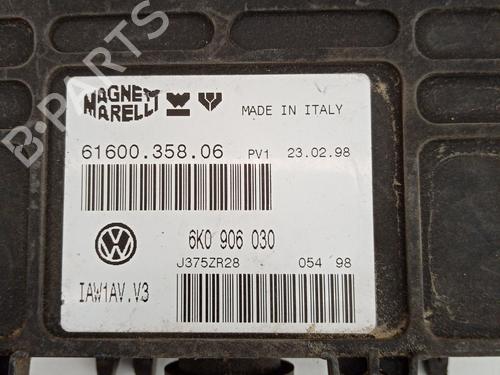 MAGNETI
MARELLI
MADE IN ITALY
61600.358.06 PV1 23.02.98
6K0 906 030
J375ZR28 054 98
IAW1AV.V3
B-PARTS